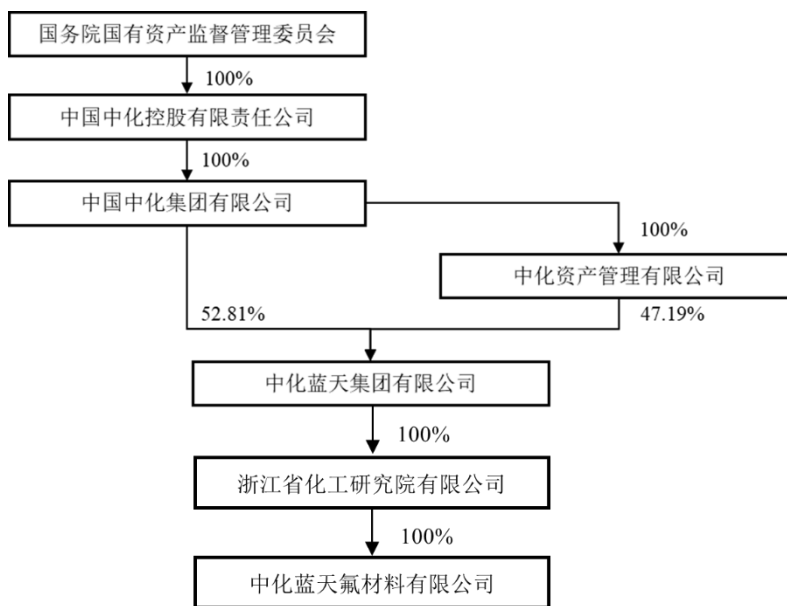 国务院国有资产监督管理委员会
100%
中国中化控股有限责任公司
100%
中国中化集团有限公司
100%
中化资产管理有限公司
52.81%
47.19%
中化蓝天集团有限公司
100%
浙江省化工研究院有限公司
100%
中化蓝天氟材料有限公司